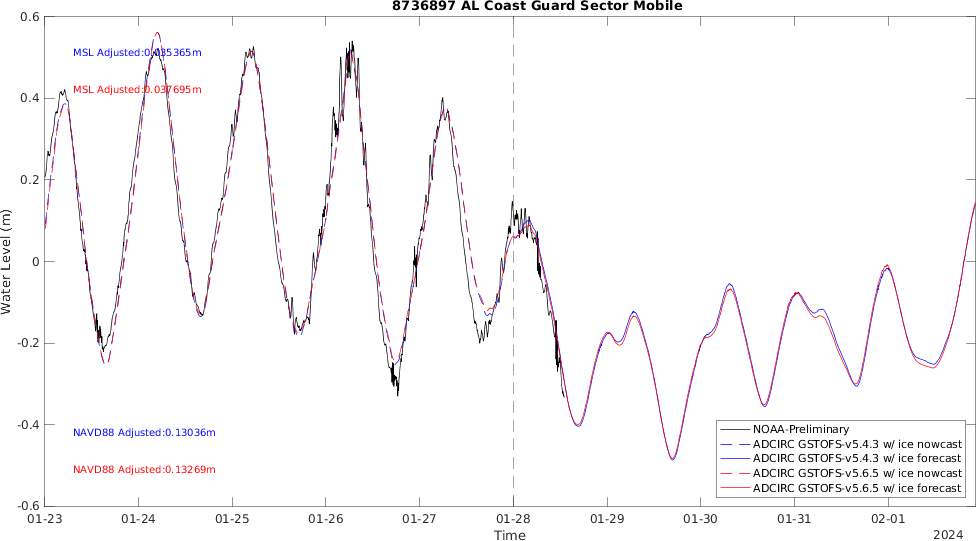 8736897 AL Coast Guard Sector Mobile
0.6
0.4
0.2
0
-0.2
-0.4
-0.6
Water Level (m)
MSL Adjusted:0.035365m
MSL Adjusted:0.037695m
NAVD88 Adjusted:0.13036m
NAVD88 Adjusted:0.13269m
NOAA-Preliminary
ADCIRC GSTOFS-v5.4.3 w/ ice nowcast
ADCIRC GSTOFS-v5.4.3 w/ ice forecast
ADCIRC GSTOFS-v5.6.5 w/ ice nowcast
ADCIRC GSTOFS-v5.6.5 w/ ice forecast
01-23 01-24 01-25 01-26 01-27 01-28 01-29 01-30 01-31 02-01
Time
2024